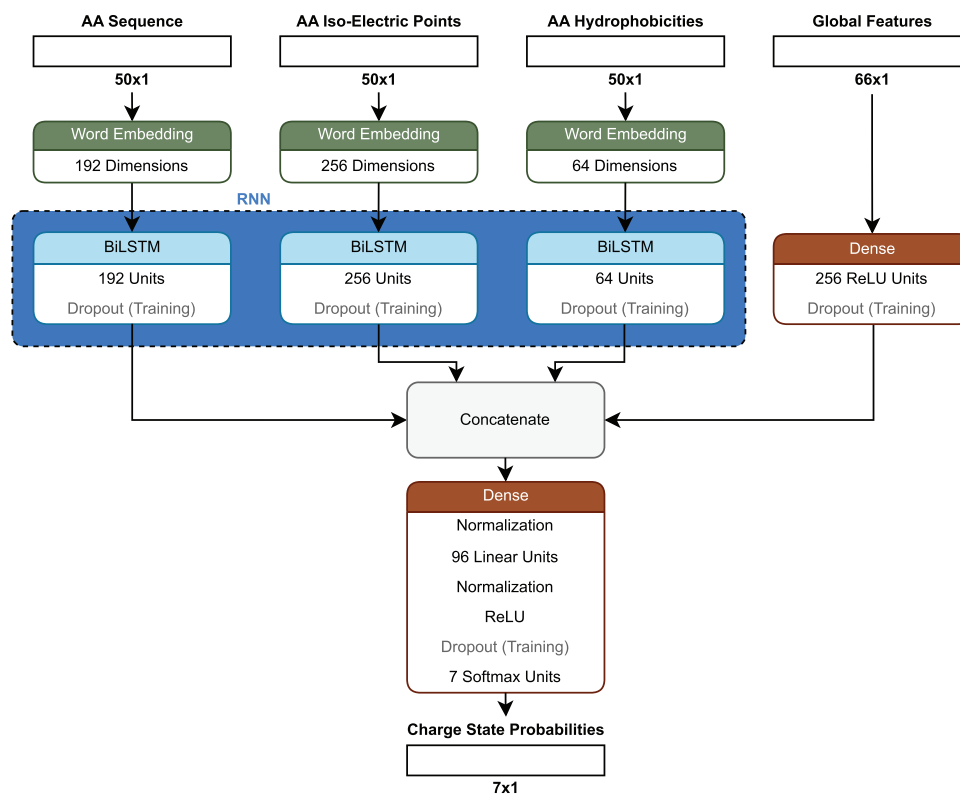 AA Sequence
AA Iso-Electric Points
AA Hydrophobicities
Global Features
50x1
50x1
50x1
66x1
Word Embedding
192 Dimensions
Word Embedding
256 Dimensions
Word Embedding
64 Dimensions
RNN
BiLSTM
192 Units
Dropout (Training)
BiLSTM
256 Units
Dropout (Training)
BiLSTM
64 Units
Dropout (Training)
Dense
256 ReLU Units
Dropout (Training)
Concatenate
Dense
Normalization
96 Linear Units
Normalization
ReLU
Dropout (Training)
7 Softmax Units
Charge State Probabilities
7x1